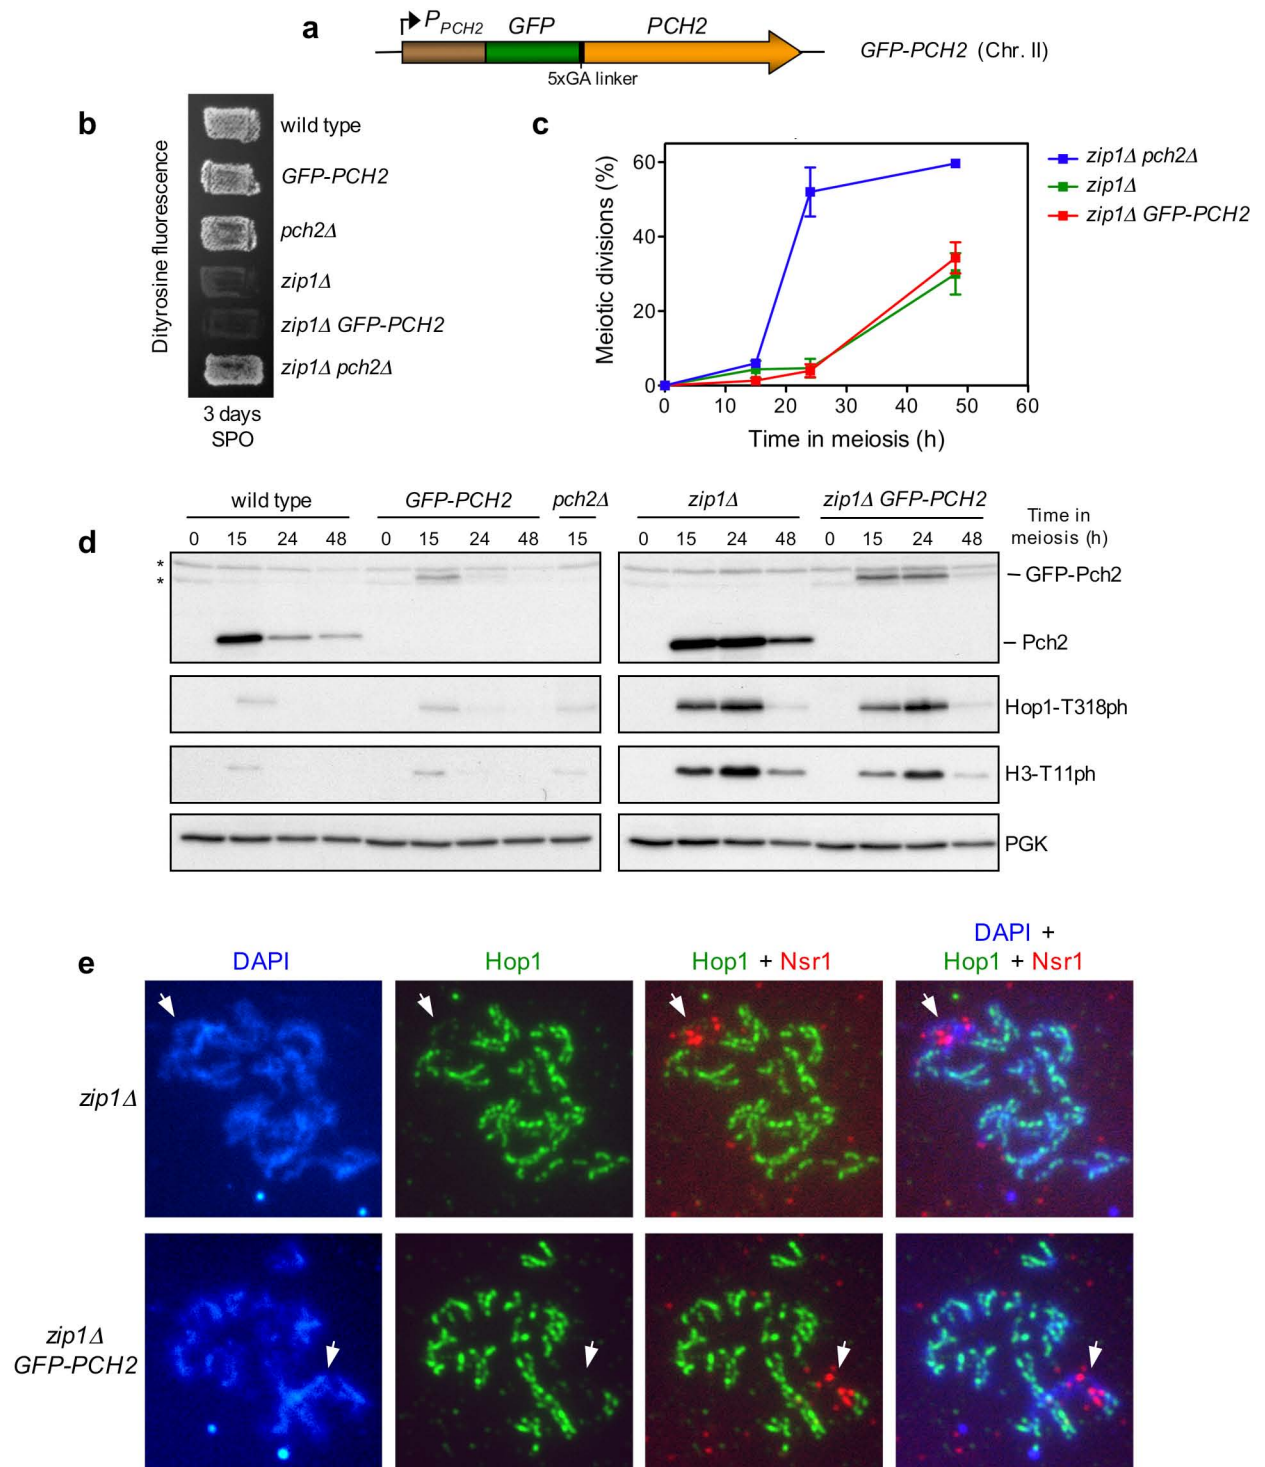 a
P PCH2 GFP PCH2
5xGA linker
GFP-PCH2 (Chr. II)
b
Dityrosine fluorescence
wild type
GFP-PCH2
pch2Δ
zip1Δ
zip1Δ GFP-PCH2
zip1Δ pch2Δ
3 days
SPO
c
Meiotic divisions (%)
60
40
20
0
0 10 20 30 40 50 60
Time in meiosis (h)
zip1Δ pch2Δ
zip1Δ
zip1Δ GFP-PCH2
d
wild type GFP-PCH2 pch2Δ zip1Δ zip1Δ GFP-PCH2
0 15 24 48 0 15 24 48 15 0 15 24 48 0 15 24 48
Time in
meiosis (h)
*
*
GFP-Pch2
Pch2
Hop1-T318ph
H3-T11ph
PGK
e
DAPI
Hop1
Hop1 + Nsr1
DAPI +
Hop1 + Nsr1
zip1Δ
zip1Δ
GFP-PCH2